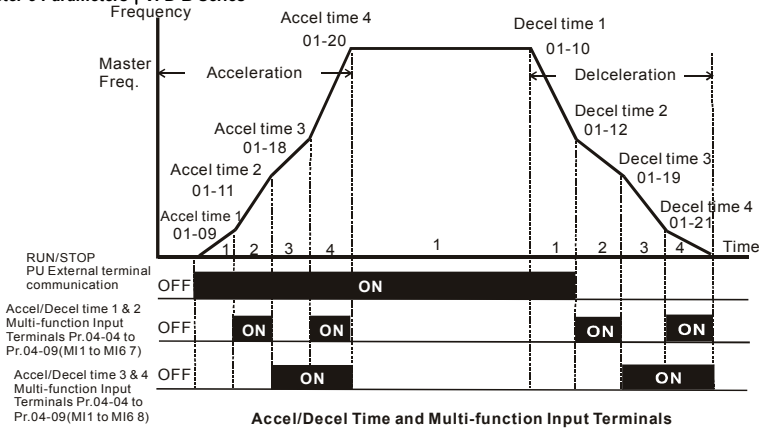 Frequency
Accel time 4
01-20
Decel time 1
01-10
Master
Freq.
Acceleration
Delceleration
Accel time 3
01-18
Decel time 2
01-12
Accel time 2
01-11
Decel time 3
01-19
Accel time 1
01-09
Decel time 4
01-21
1 2 3 4 1 1 2 3 4 Time
RUN/STOP
PU External terminal
communication
OFF ON
Accel/Decel time 1 & 2
Multi-function Input
Terminals Pr.04-04 to
Pr.04-09(MI1 to MI6 7)
OFF ON ON ON ON
Accel/Decel time 3 & 4
Multi-function Input
Terminals Pr.04-04 to
Pr.04-09(MI1 to MI6 8)
OFF ON ON
Accel/Decel Time and Multi-function Input Terminals